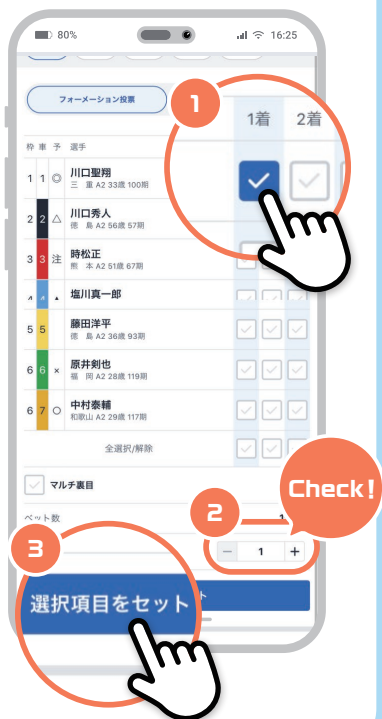 80%
16:25
フォーメーション投票
1
1着 2着
枠 車 予 選手
1 1 ◎ 川口聖翔
三 重 A2 33歳 100期
2 2 △ 川口秀人
徳 島 A2 56歳 57期
3 3 注 時松正
熊 本 A2 51歳 67期
4 4 ▲ 塩川真一郎
5 5 藤田洋平
徳 島 A2 36歳 93期
6 6 × 原井剣也
福 岡 A2 28歳 119期
6 7 ○ 中村泰輔
和歌山 A2 29歳 117期
全選択/解除
マルチ裏目
Check!
ベット数 1
2
− 1 +
3
選択項目をセット
ト